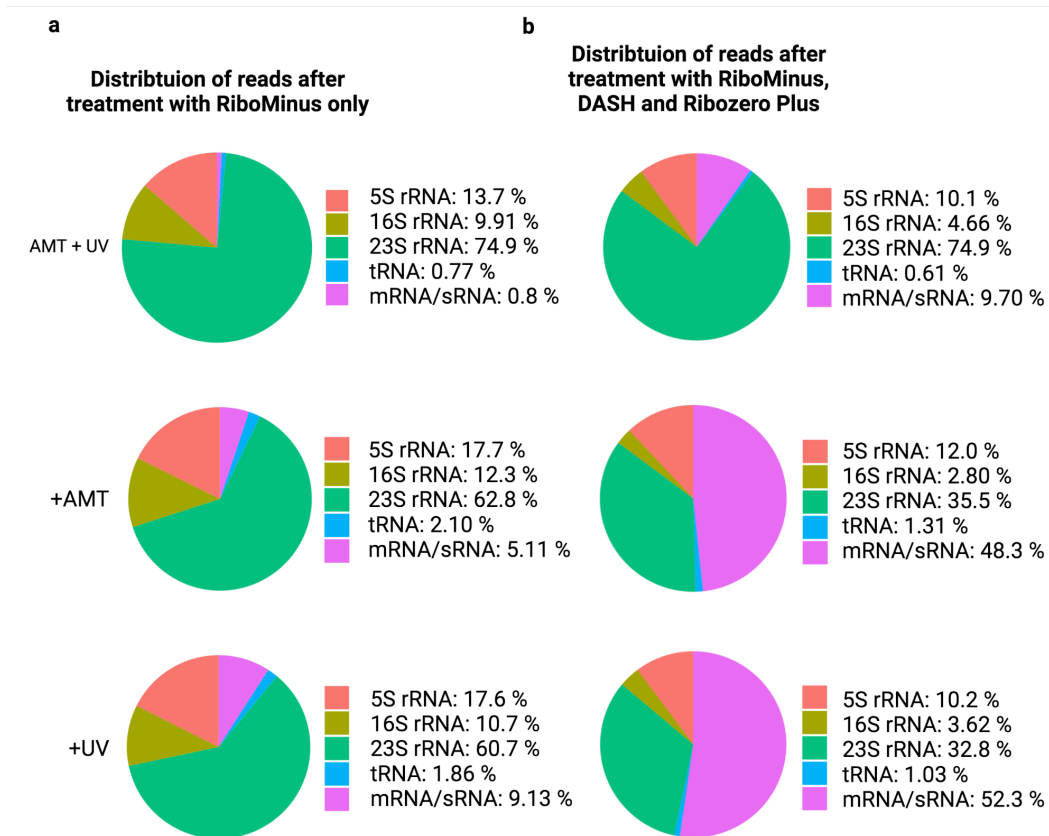 a
Distribtuion of reads after
treatment with RiboMinus only
b
Distribtuion of reads after
treatment with RiboMinus,
DASH and Ribozero Plus
AMT + UV
5S rRNA: 13.7 %
16S rRNA: 9.91 %
23S rRNA: 74.9 %
tRNA: 0.77 %
mRNA/sRNA: 0.8 %
5S rRNA: 10.1 %
16S rRNA: 4.66 %
23S rRNA: 74.9 %
tRNA: 0.61 %
mRNA/sRNA: 9.70 %
+AMT
5S rRNA: 17.7 %
16S rRNA: 12.3 %
23S rRNA: 62.8 %
tRNA: 2.10 %
mRNA/sRNA: 5.11 %
5S rRNA: 12.0 %
16S rRNA: 2.80 %
23S rRNA: 35.5 %
tRNA: 1.31 %
mRNA/sRNA: 48.3 %
+UV
5S rRNA: 17.6 %
16S rRNA: 10.7 %
23S rRNA: 60.7 %
tRNA: 1.86 %
mRNA/sRNA: 9.13 %
5S rRNA: 10.2 %
16S rRNA: 3.62 %
23S rRNA: 32.8 %
tRNA: 1.03 %
mRNA/sRNA: 52.3 %